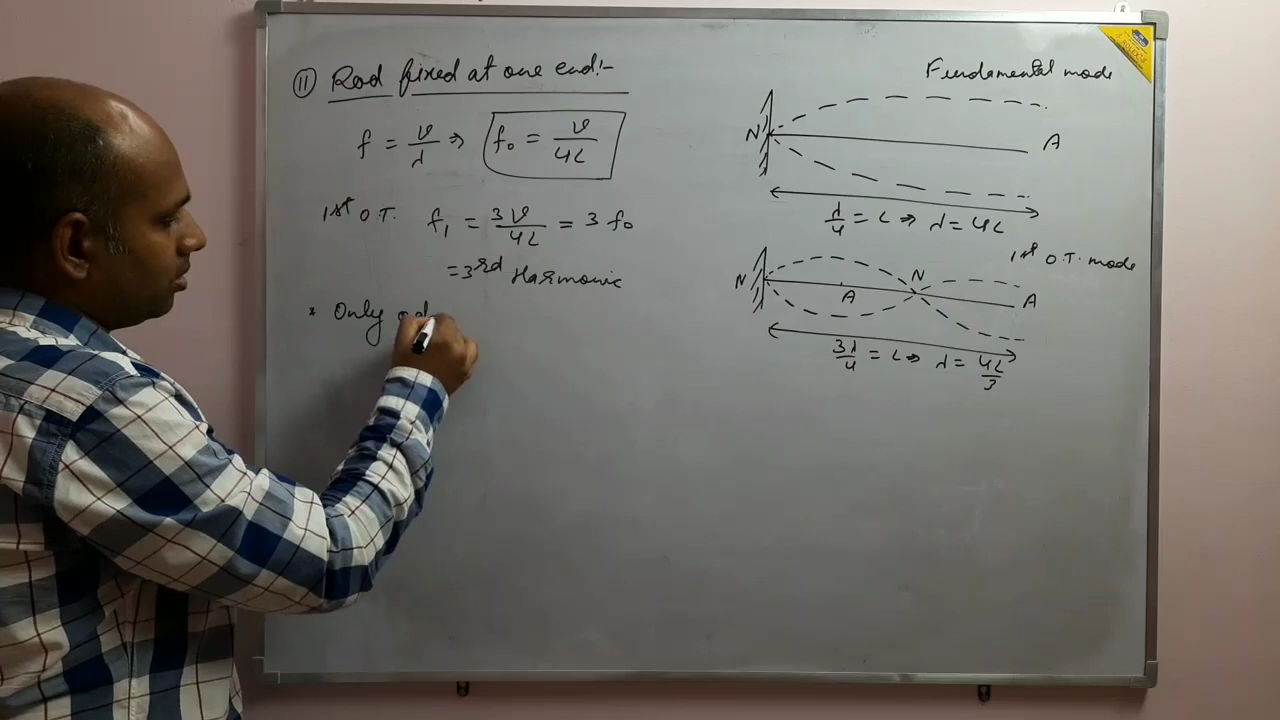 (11) Rod fixed at one end:-
f = v/λ ⇒ f₀ = v/4L
1st O.T. f₁ = 3v/4L = 3 f₀
= 3rd Harmonic
* Only od
Fundamental mode
N A
λ/4 = L ⇒ λ = 4L
1st O.T. mode
N A N A
3λ/4 = L ⇒ λ = 4L/3